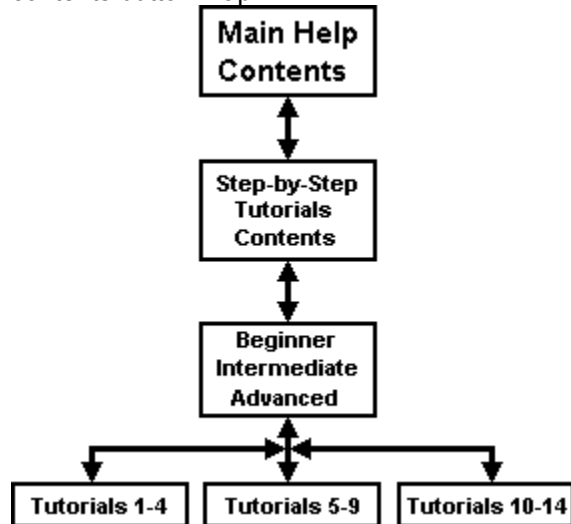 Main Help
Contents
Step-by-Step
Tutorials
Contents
Beginner
Intermediate
Advanced
Tutorials 1-4
Tutorials 5-9
Tutorials 10-14